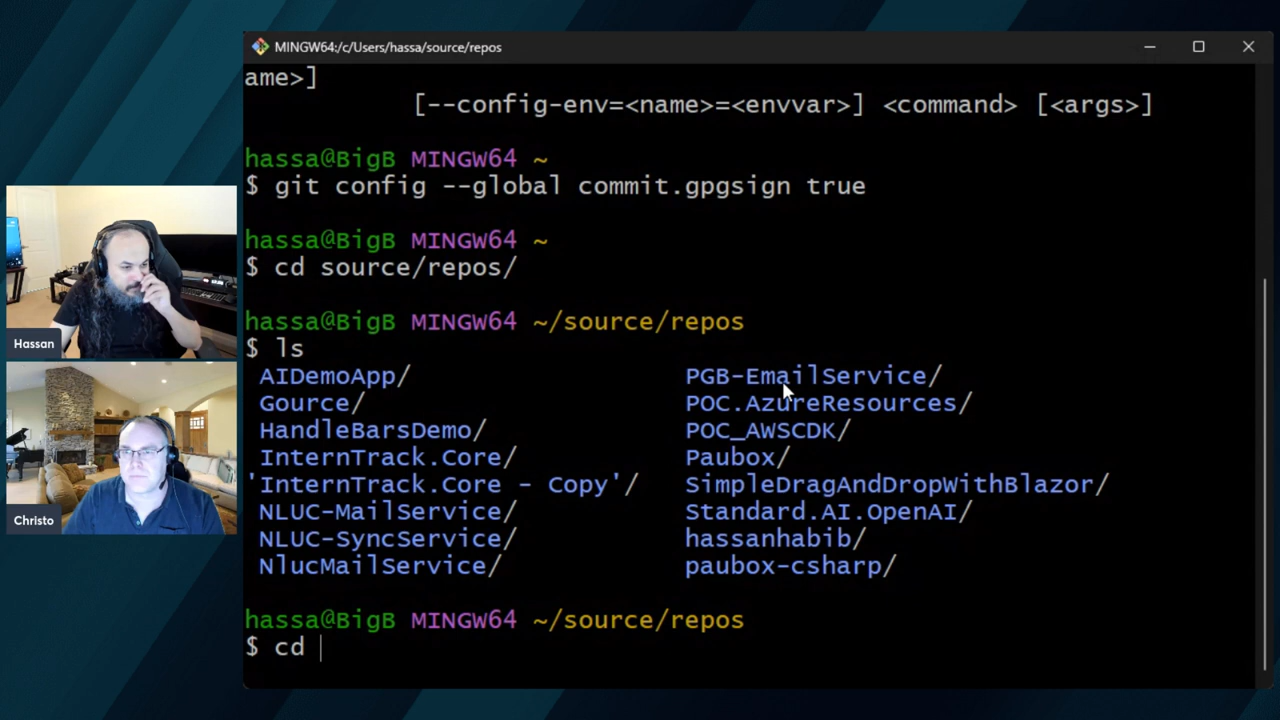 MINGW64:/c/Users/hassa/source/repos
ame>]
[--config-env=<name>=<envvar>] <command> [<args>]
hassa@BigB MINGW64 ~
$ git config --global commit.gpgsign true
hassa@BigB MINGW64 ~
$ cd source/repos/
hassa@BigB MINGW64 ~/source/repos
$ ls
AIDemoApp/ PGB-EmailService/
Gource/ POC.AzureResources/
HandleBarsDemo/ POC_AWSCDK/
InternTrack.Core/ Paubox/
'InternTrack.Core - Copy'/ SimpleDragAndDropWithBlazor/
NLUC-MailService/ Standard.AI.OpenAI/
NLUC-SyncService/ hassanhabib/
NlucMailService/ paubox-csharp/
hassa@BigB MINGW64 ~/source/repos
$ cd
Hassan
Christo